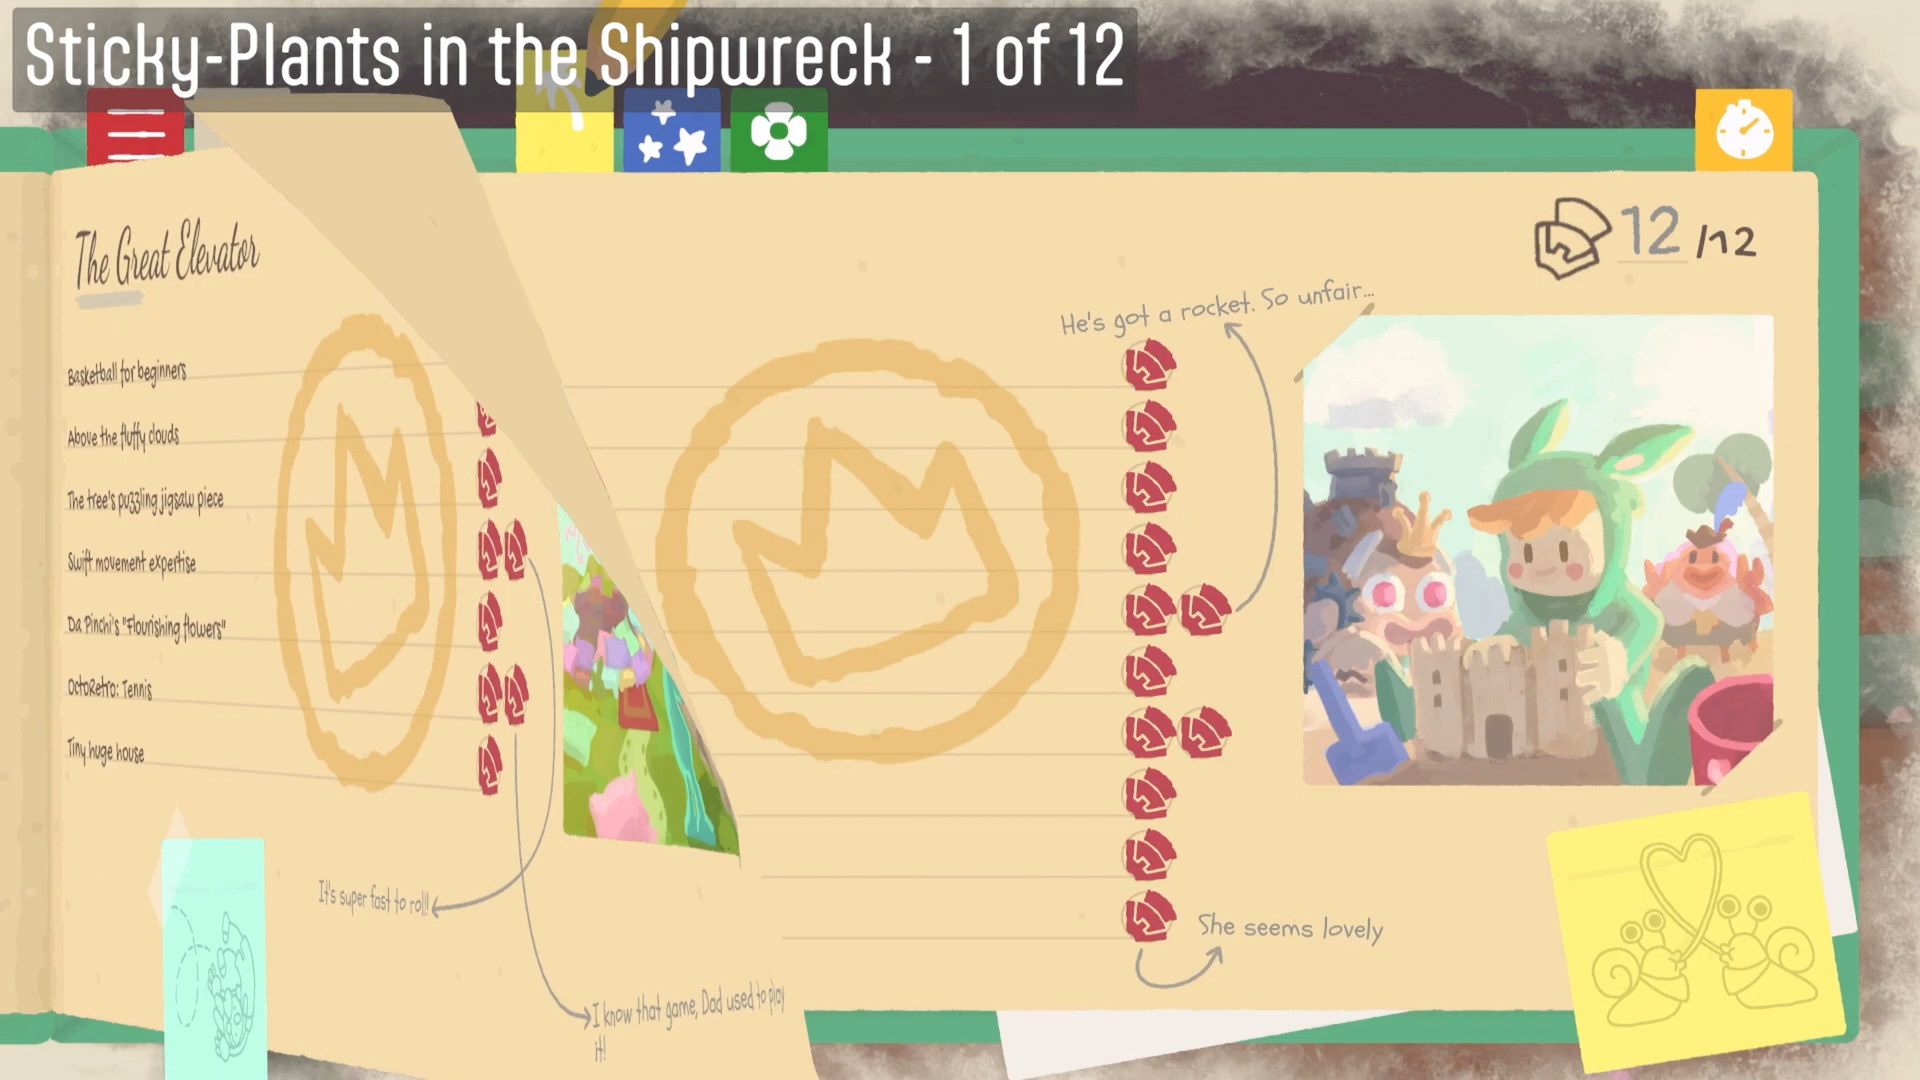 Sticky-Plants in the Shipwreck - 1 of 12
The Great Elevator
12 /12
He's got a rocket. So unfair...
Basketball for beginners
Above the fluffy clouds
The tree's puzzling jigsaw piece
Swift movement expertise
Da Pinchi's "Flourishing flowers"
OctoRetro: Tennis
Tiny huge house
It's super fast to roll!
She seems lovely
I know that game, Dad used to play
it!